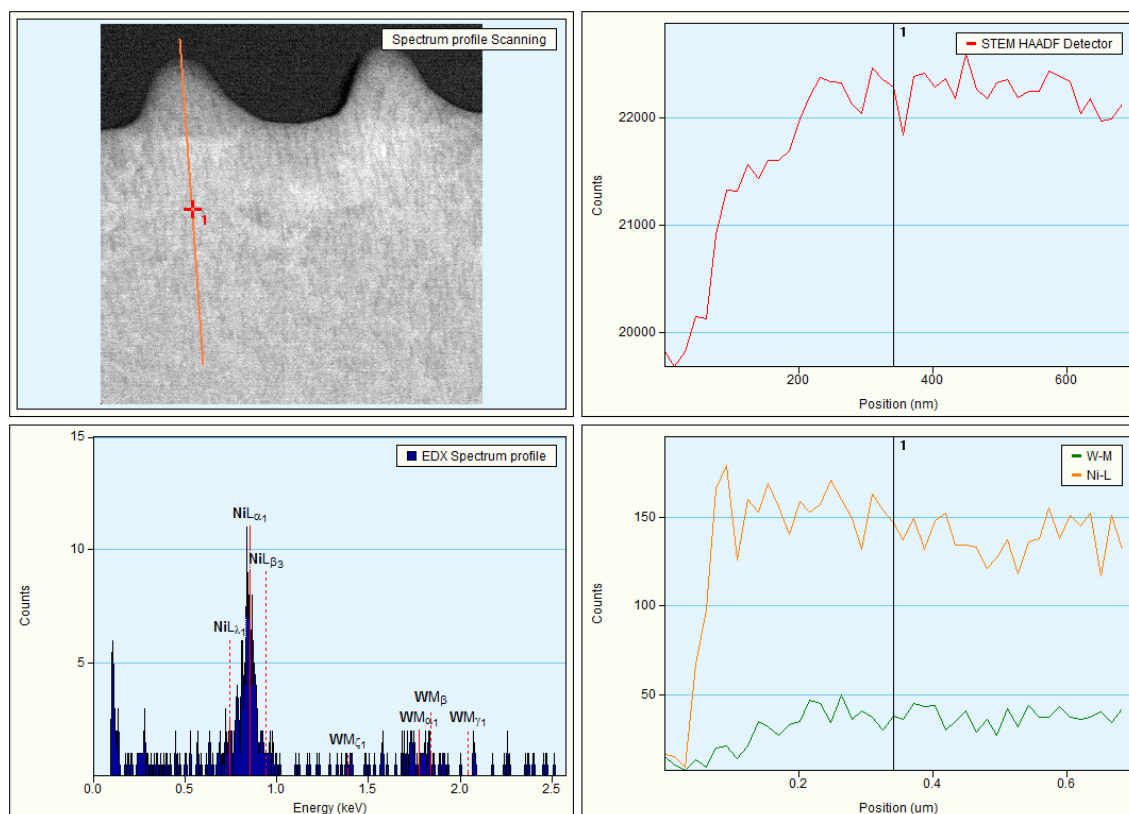 Spectrum profile Scanning
1
1
STEM HAADF Detector
22000
21000
20000
Counts
200
400
600
Position (nm)
15
10
5
Counts
EDX Spectrum profile
NiLα1
NiLβ3
NiLλ1
WMβ
WMα1
WMγ1
WMζ1
0.0
0.5
1.0
1.5
2.0
2.5
Energy (keV)
1
W-M
Ni-L
150
100
50
Counts
0.2
0.4
0.6
Position (um)